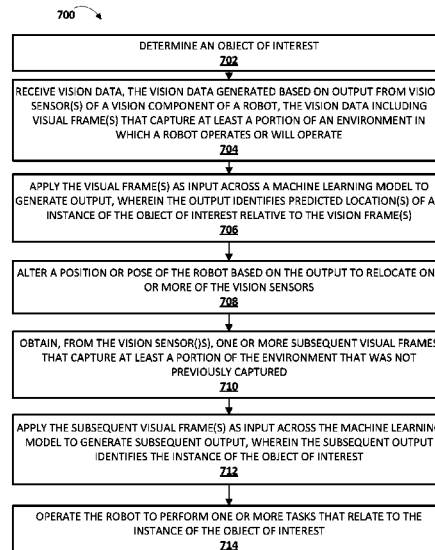 700
DETERMINE AN OBJECT OF INTEREST
702
RECEIVE VISION DATA, THE VISION DATA GENERATED BASED ON OUTPUT FROM VISIO
SENSOR(S) OF A VISION COMPONENT OF A ROBOT, THE VISION DATA INCLUDING
VISUAL FRAME(S) THAT CAPTURE AT LEAST A PORTION OF AN ENVIRONMENT IN
WHICH A ROBOT OPERATES OR WILL OPERATE
704
APPLY THE VISUAL FRAME(S) AS INPUT ACROSS A MACHINE LEARNING MODEL TO
GENERATE OUTPUT, WHEREIN THE OUTPUT IDENTIFIES PREDICTED LOCATION(S) OF A
INSTANCE OF THE OBJECT OF INTEREST RELATIVE TO THE VISION FRAME(S)
706
ALTER A POSITION OR POSE OF THE ROBOT BASED ON THE OUTPUT TO RELOCATE ON
OR MORE OF THE VISION SENSORS
708
OBTAIN, FROM THE VISION SENSOR()S), ONE OR MORE SUBSEQUENT VISUAL FRAMES
THAT CAPTURE AT LEAST A PORTION OF THE ENVIRONMENT THAT WAS NOT
PREVIOUSLY CAPTURED
710
APPLY THE SUBSEQUENT VISUAL FRAME(S) AS INPUT ACROSS THE MACHINE LEARNING
MODEL TO GENERATE SUBSEQUENT OUTPUT, WHEREIN THE SUBSEQUENT OUTPUT
IDENTIFIES THE INSTANCE OF THE OBJECT OF INTEREST
712
OPERATE THE ROBOT TO PERFORM ONE OR MORE TASKS THAT RELATE TO THE
INSTANCE OF THE OBJECT OF INTEREST
714